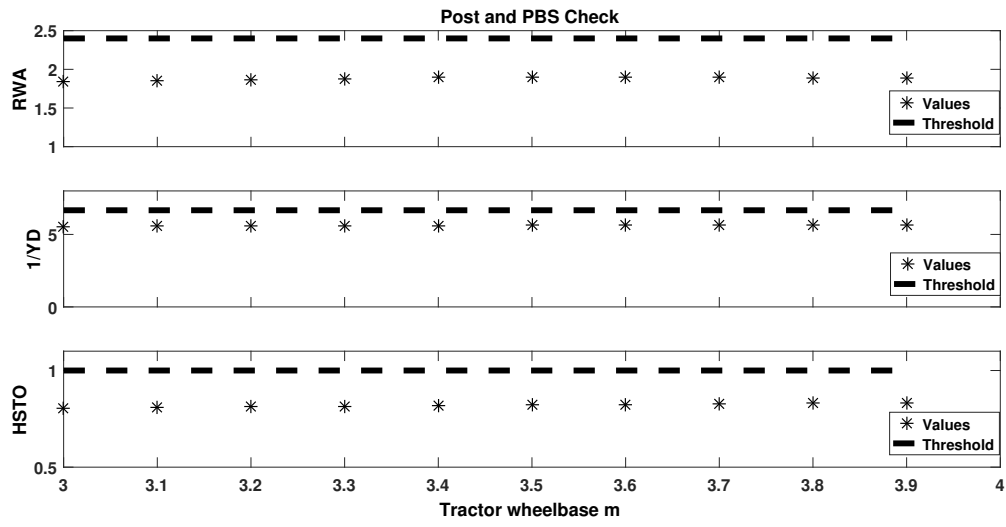 Post and PBS Check
2.5
2
1.5
1
RWA
Values
Threshold
5
0
1/YD
Values
Threshold
1
0.5
HSTO
Values
Threshold
3 3.1 3.2 3.3 3.4 3.5 3.6 3.7 3.8 3.9 4
Tractor wheelbase m